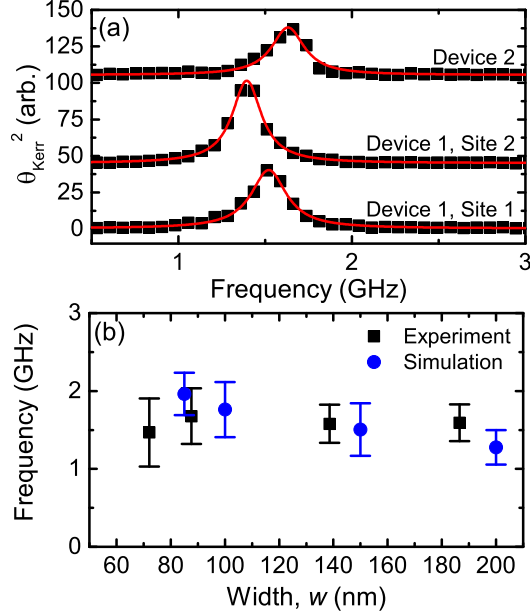 (a)
150
125
100
75
50
25
0
θKerr² (arb.)
Device 2
Device 1, Site 2
Device 1, Site 1
1
2
3
Frequency (GHz)
(b)
Experiment
Simulation
3
2
1
0
Frequency (GHz)
60
80
100
120
140
160
180
200
Width, w (nm)